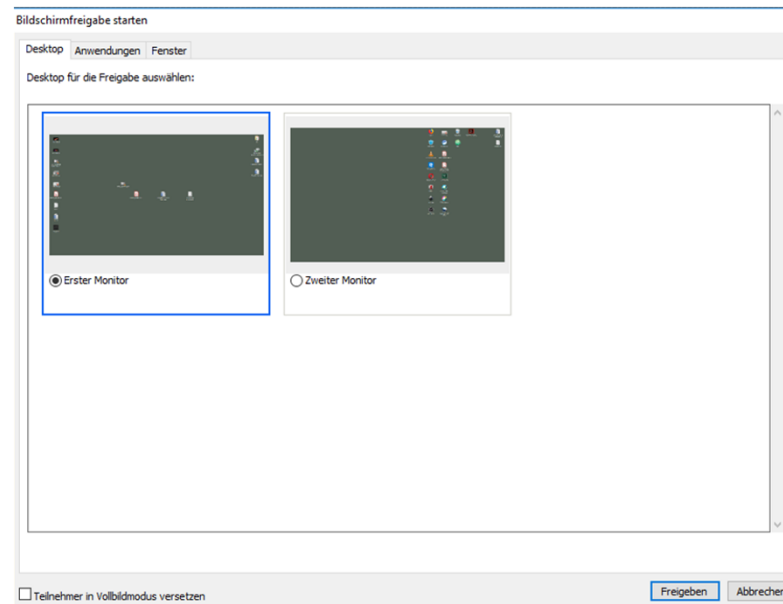 Bildschirmfreigabe starten
Desktop Anwendungen Fenster
Desktop für die Freigabe auswählen:
Erster Monitor Zweiter Monitor
Teilnehmer in Vollbildmodus versetzen Freigeben Abbrechen